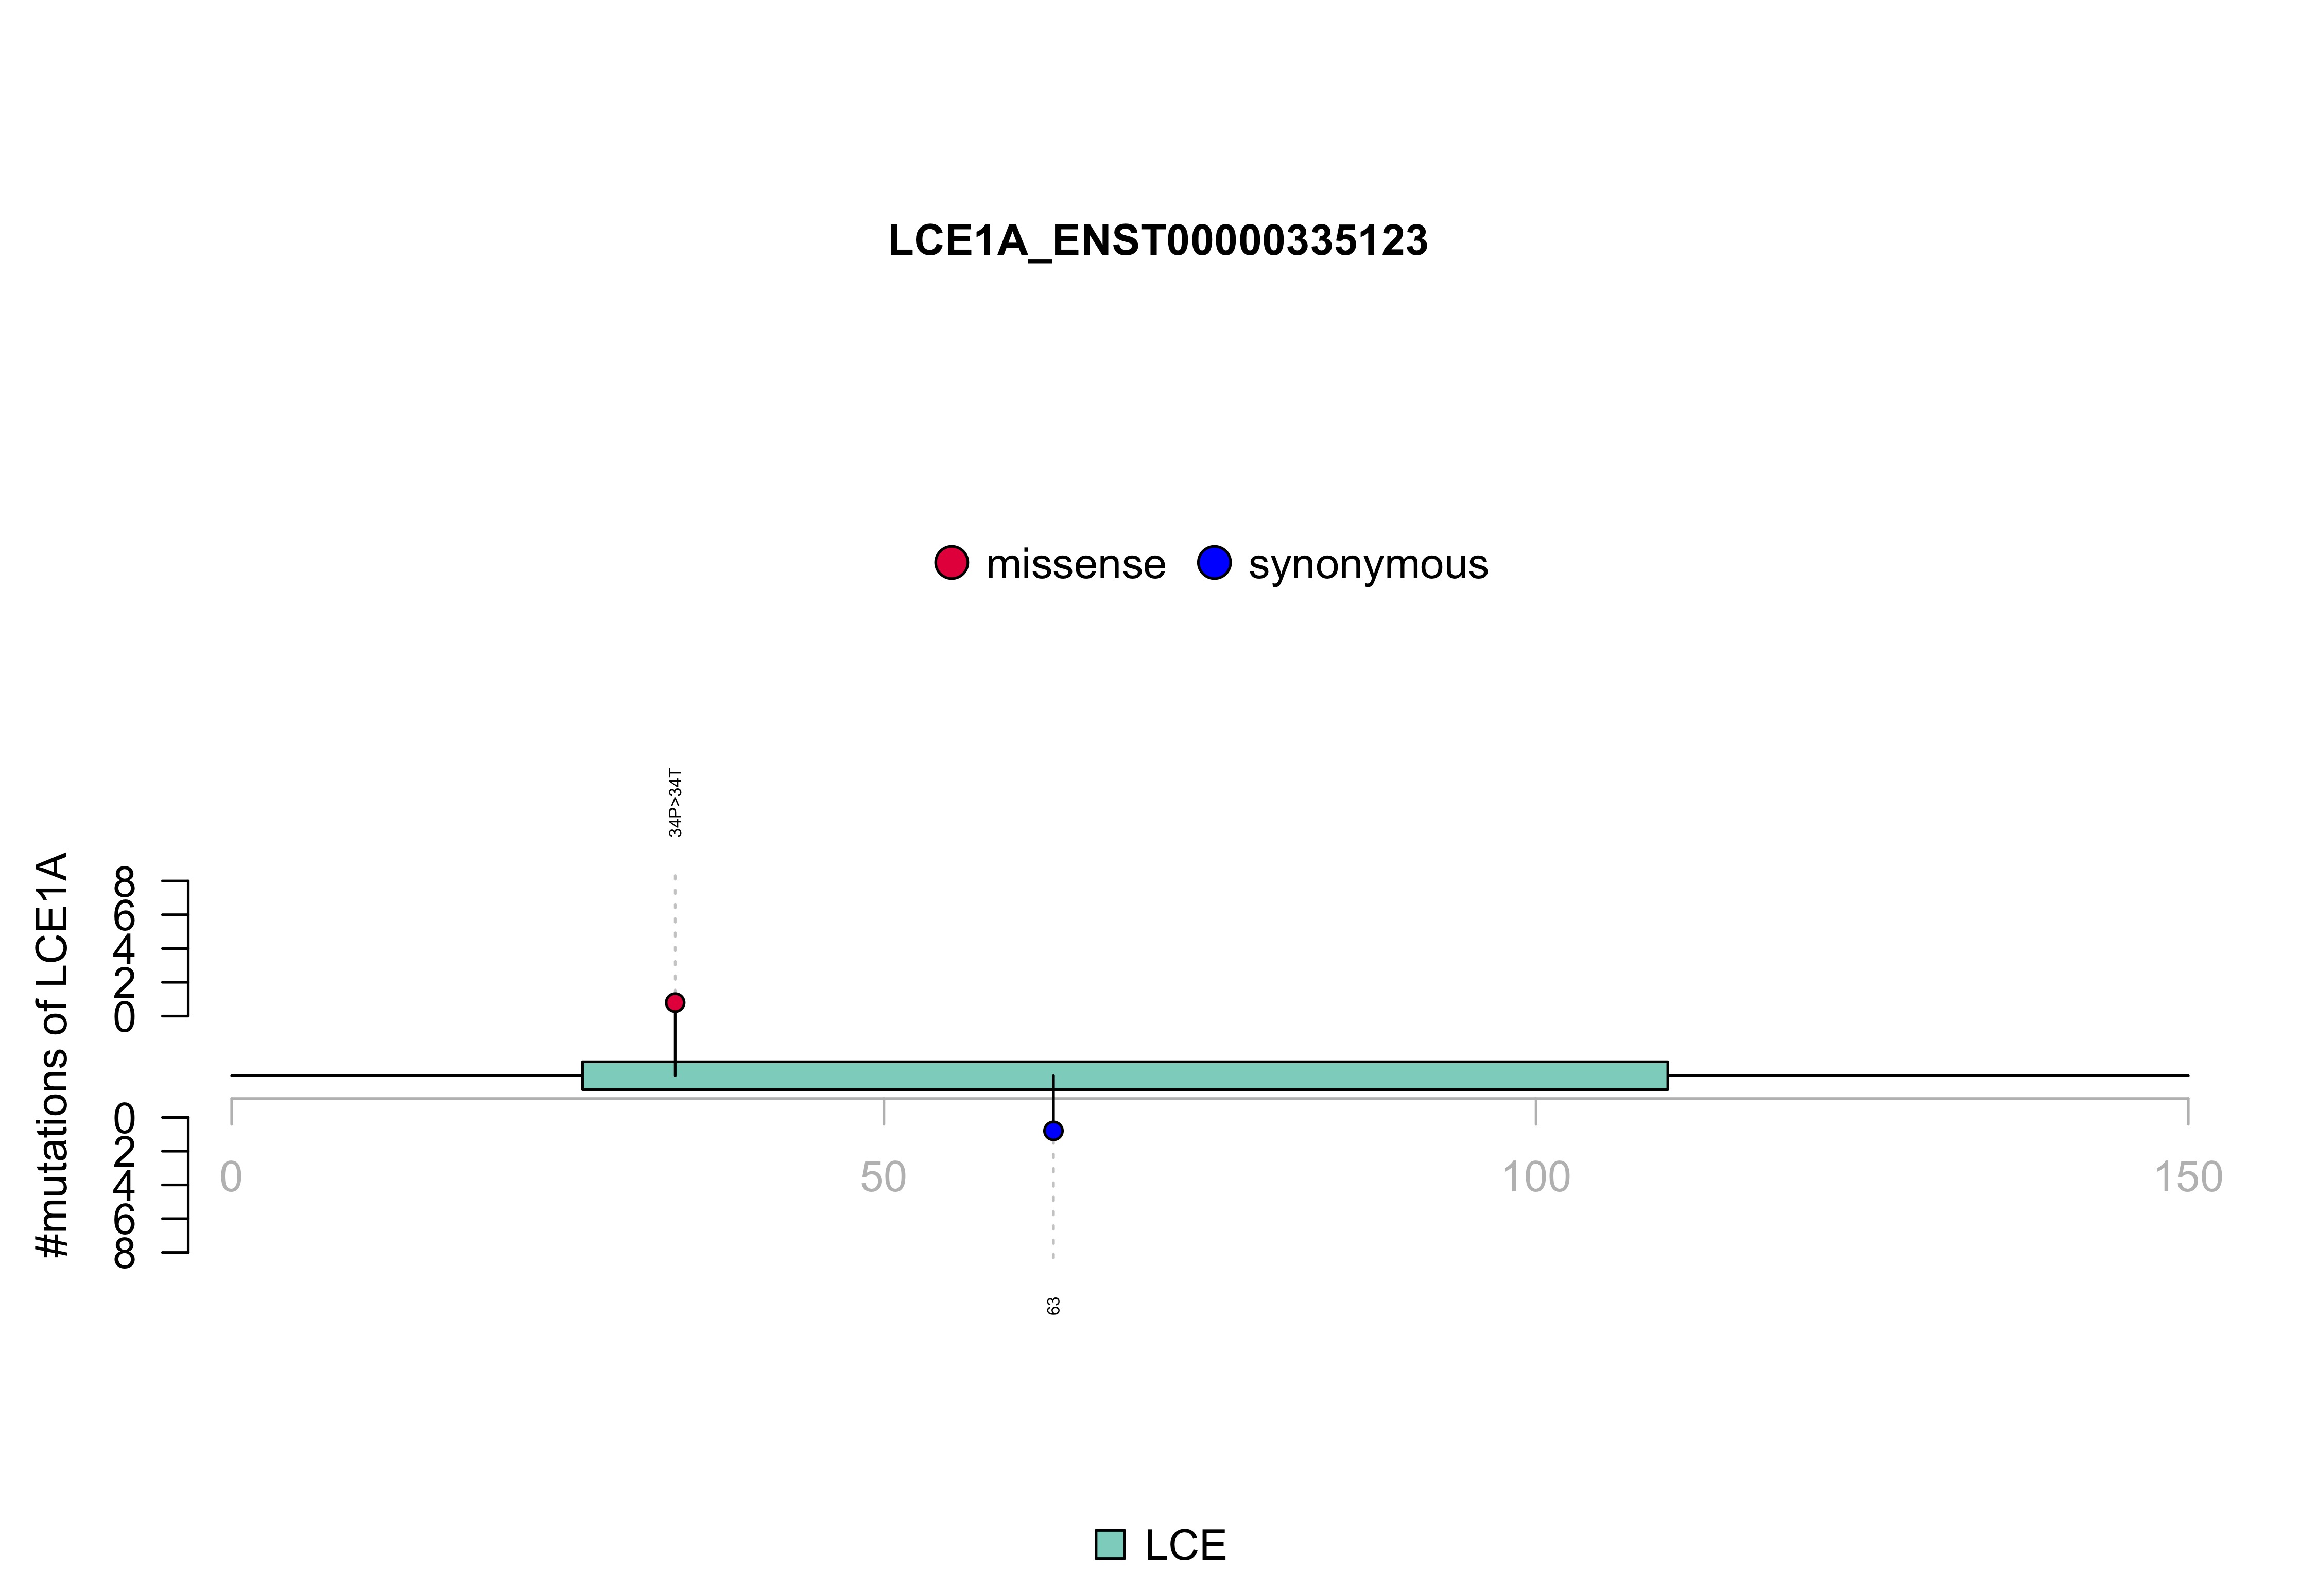 LCE1A_ENST00000335123
missense synonymous
34P>34T
#mutations of LCE1A
8
6
4
2
0
0
2
4
6
8
0 50 100 150
63
LCE